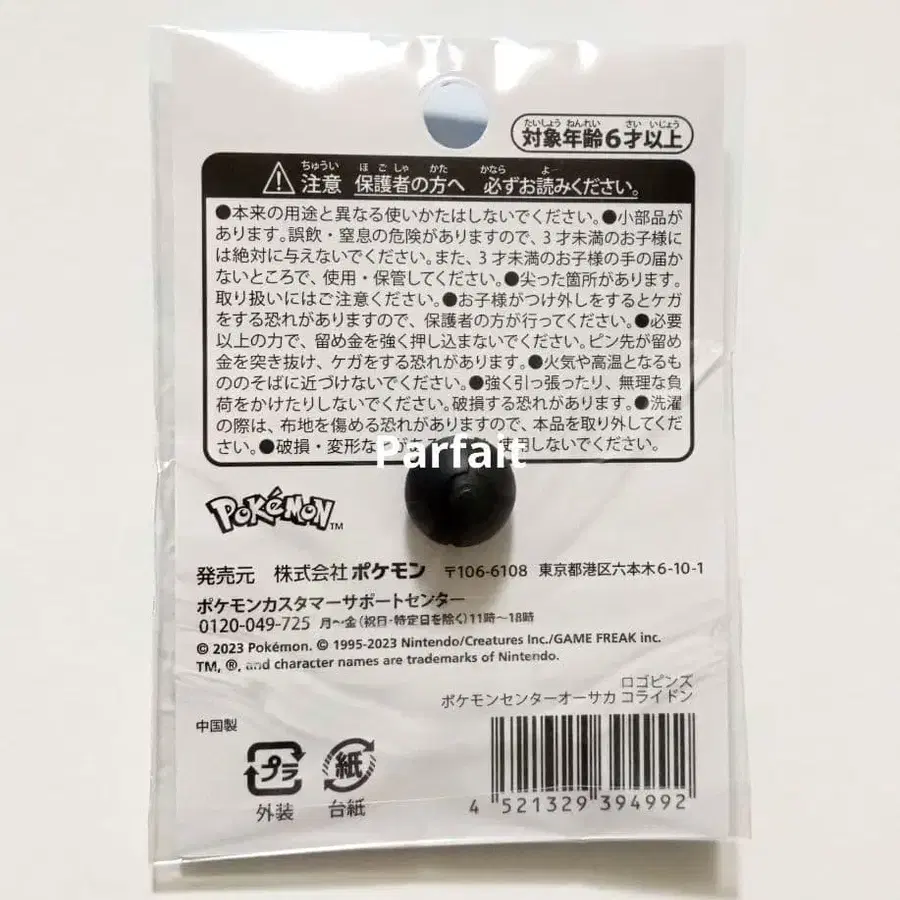 たいしょう ねんれい さい いじょう
対象年齢6才以上
ちゅうい ほごしゃ かた かなら よ
注意 保護者の方へ 必ずお読みください。
●本来の用途と異なる使いかたはしないでください。●小部品が
あります。誤飲・窒息の危険がありますので、3才未満のお子様に
は絶対に与えないでください。また、3才未満のお子様の手の届か
ないところで、使用・保管してください。●尖った箇所があります。
取り扱いにはご注意ください。●お子様がつけ外しをするとケガ
をする恐れがありますので、保護者の方が行ってください。●必要
以上の力で、留め金を強く押し込まないでください。ピン先が留め
金を突き抜け、ケガをする恐れがあります。●火気や高温となるも
ののそばに近づけないでください。●強く引っ張ったり、無理な負
荷をかけたりしないでください。破損する恐れがあります。●洗濯
の際は、布地を傷める恐れがありますので、本品を取り外してくだ
さい。●破損・変形な が ある 使用しないでください。
Parfait
POKéMON™
発売元 株式会社ポケモン 〒106-6108 東京都港区六本木6-10-1
ポケモンカスタマーサポートセンター
0120-049-725 月～金(祝日・特定日を除く)11時～18時
© 2023 Pokémon. © 1995-2023 Nintendo/Creatures Inc./GAME FREAK inc.
TM, ®, and character names are trademarks of Nintendo.
ロゴピンズ
ポケモンセンターオーサカ コライドン
中国製
プラ 紙
外装 台紙
4 521329 394992